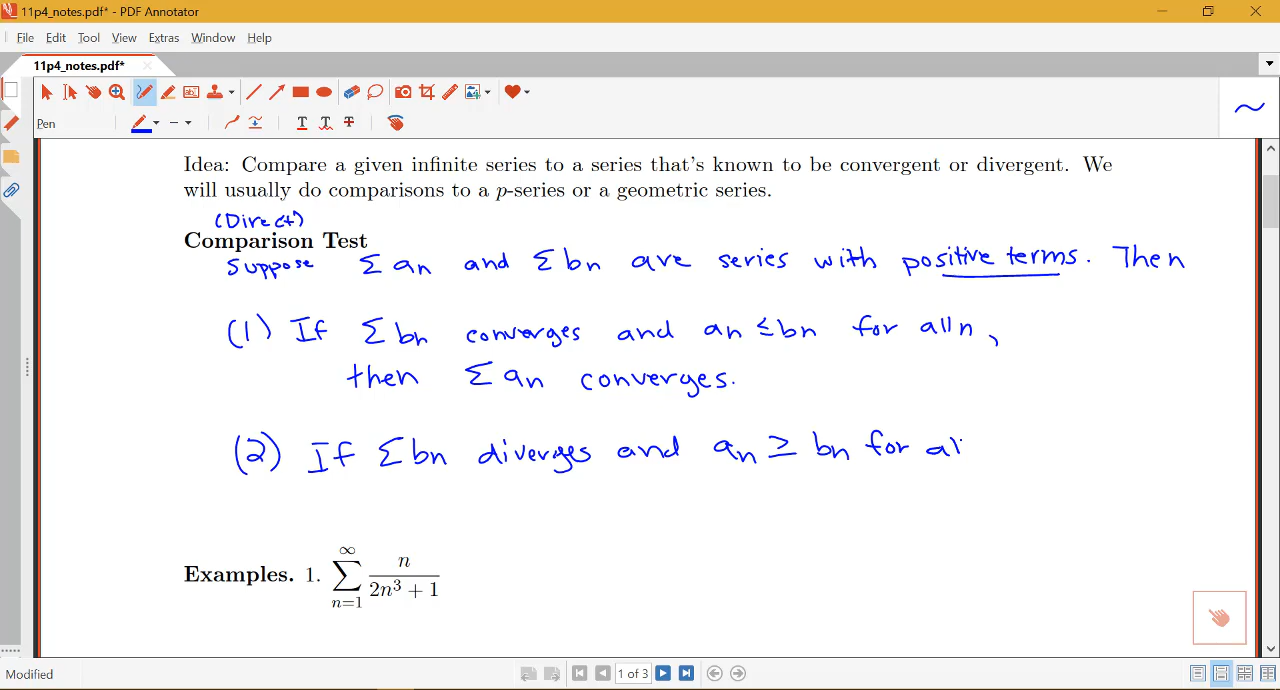 11p4_notes.pdf* - PDF Annotator
File Edit Tool View Extras Window Help
11p4_notes.pdf*
Pen
Idea: Compare a given infinite series to a series that's known to be convergent or divergent. We
will usually do comparisons to a p-series or a geometric series.
(Direct)
Comparison Test
Suppose Σ an and Σ bn are series with positive terms. Then
(1) If Σ bn converges and an ≤ bn for all n,
then Σ an converges.
(2) If Σ bn diverges and an ≥ bn for al
Examples. 1. ∑_{n=1}^{∞} n/(2n³ + 1)
Modified
1 of 3